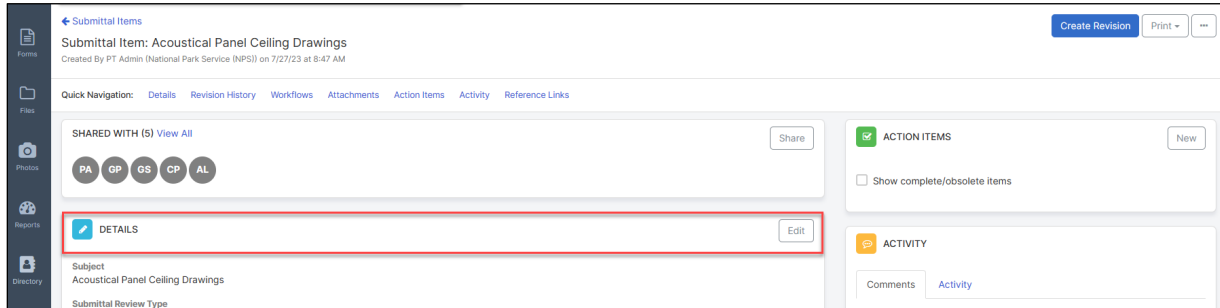 Forms
Files
Photos
Reports
Directory
← Submittal Items
Submittal Item: Acoustical Panel Ceiling Drawings
Created By PT Admin (National Park Service (NPS)) on 7/27/23 at 8:47 AM
Create Revision
Print
...
Quick Navigation: Details Revision History Workflows Attachments Action Items Activity Reference Links
SHARED WITH (5) View All
Share
PA GP GS CP AL
DETAILS
Edit
Subject
Acoustical Panel Ceiling Drawings
Submittal Review Type
ACTION ITEMS
New
Show complete/obsolete items
ACTIVITY
Comments Activity